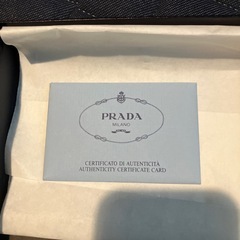 PRADA
MILANO
CERTIFICATO DI AUTENTICITÀ
AUTHENTICITY CERTIFICATE CARD